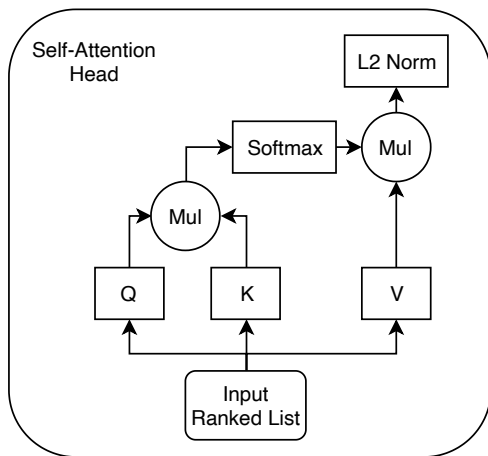 Self-Attention
Head
L2 Norm
Softmax
Mul
Mul
Q
K
V
Input
Ranked List